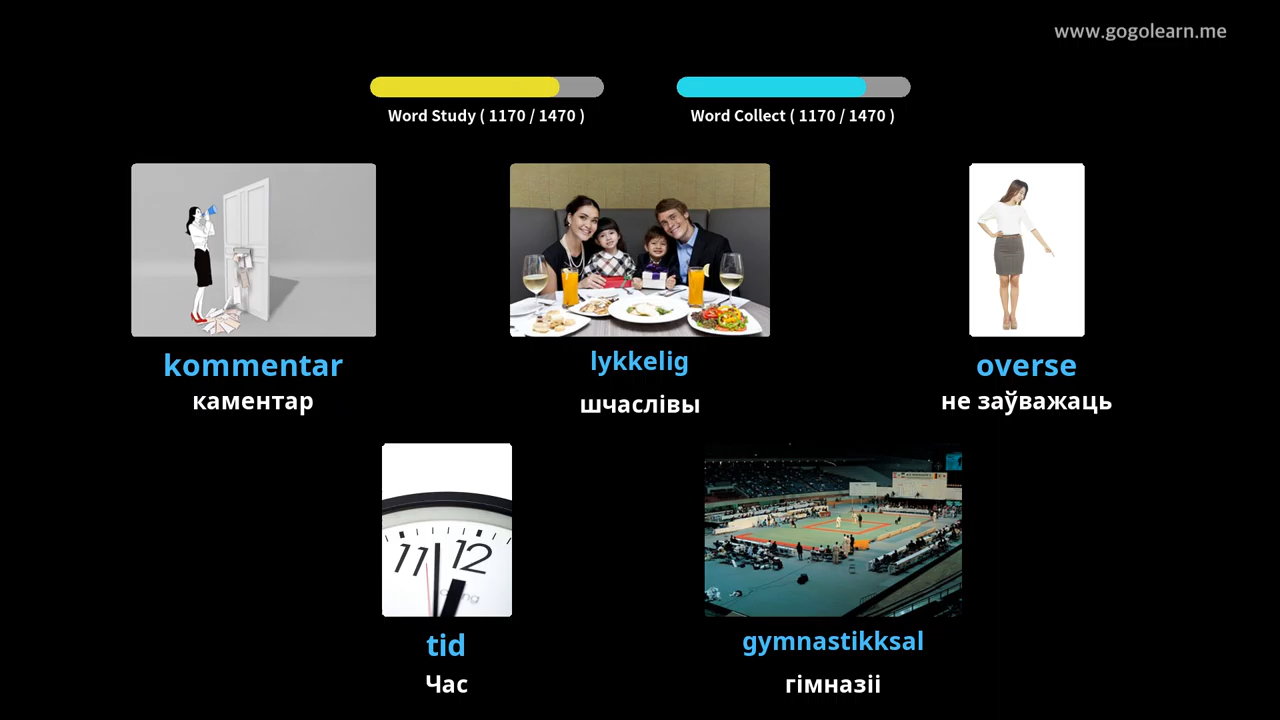 www.gogolearn.me
Word Study ( 1170 / 1470 )
Word Collect ( 1170 / 1470 )
kommentar
каментар
lykkelig
шчаслівы
overse
не заўважаць
11 12
tid
Час
gymnastikksal
гімназіі